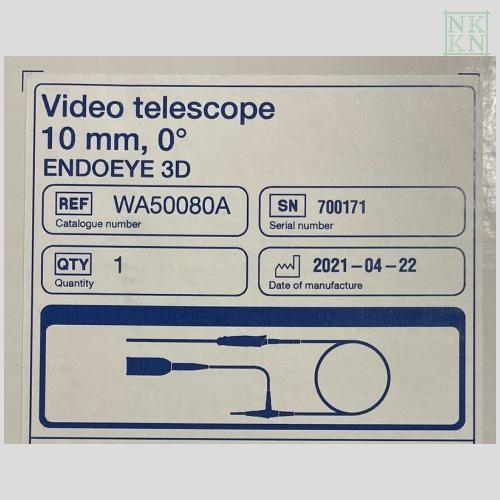 NK
KN
Video telescope
10 mm, 0°
ENDOEYE 3D
REF WA50080A
Catalogue number
SN 700171
Serial number
QTY 1
Quantity
2021-04-22
Date of manufacture